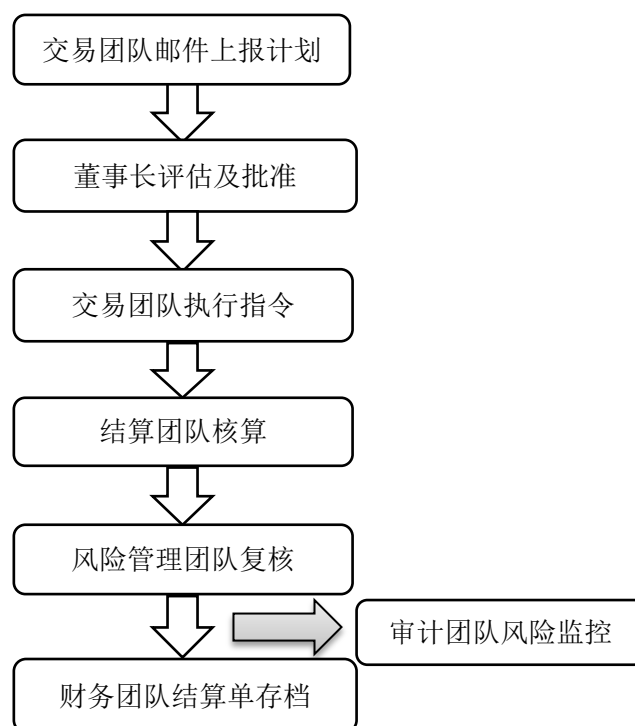 交易团队邮件上报计划
董事长评估及批准
交易团队执行指令
结算团队核算
风险管理团队复核
审计团队风险监控
财务团队结算单存档